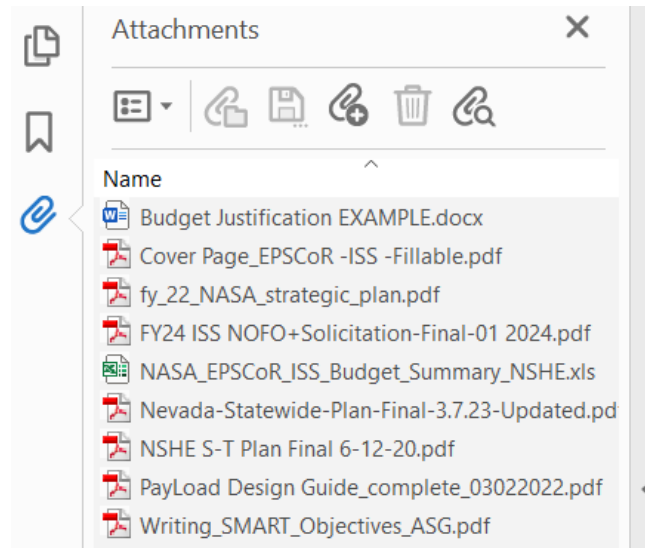 Attachments
Name
Budget Justification EXAMPLE.docx
Cover Page_EPSCoR -ISS -Fillable.pdf
fy_22_NASA_strategic_plan.pdf
FY24 ISS NOFO+Solicitation-Final-01 2024.pdf
NASA_EPSCoR_ISS_Budget_Summary_NSHE.xls
Nevada-Statewide-Plan-Final-3.7.23-Updated.pd
NSHE S-T Plan Final 6-12-20.pdf
PayLoad Design Guide_complete_03022022.pdf
Writing_SMART_Objectives_ASG.pdf